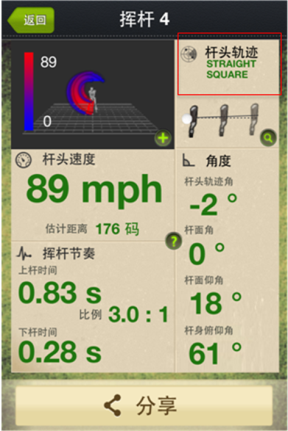 返回
挥杆 4
89
0
杆头轨迹
STRAIGHT
SQUARE
杆头速度
89 mph
估计距离 176 码
角度
杆头轨迹角
-2 °
杆面角
0 °
杆面仰角
18 °
杆身俯仰角
61 °
挥杆节奏
上杆时间
0.83 s
比例 3.0 : 1
下杆时间
0.28 s
?
分享